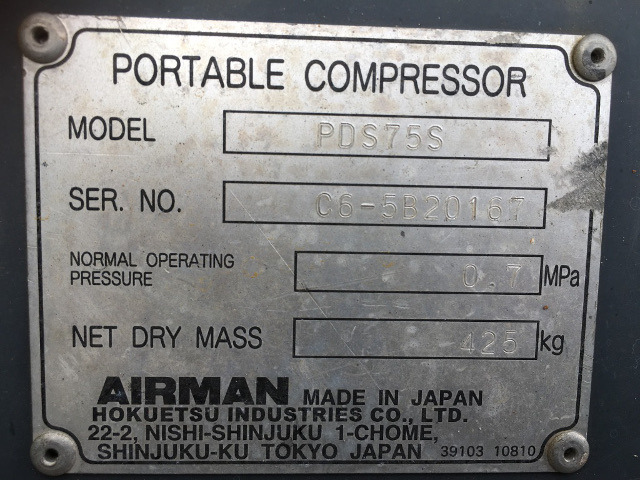 PORTABLE COMPRESSOR
MODEL PDS75S
SER. NO. C6-5B20167
NORMAL OPERATING
PRESSURE 0.7 MPa
NET DRY MASS 425 kg
AIRMAN MADE IN JAPAN
HOKUETSU INDUSTRIES CO., LTD.
22-2, NISHI-SHINJUKU 1-CHOME,
SHINJUKU-KU TOKYO JAPAN 39103 10810